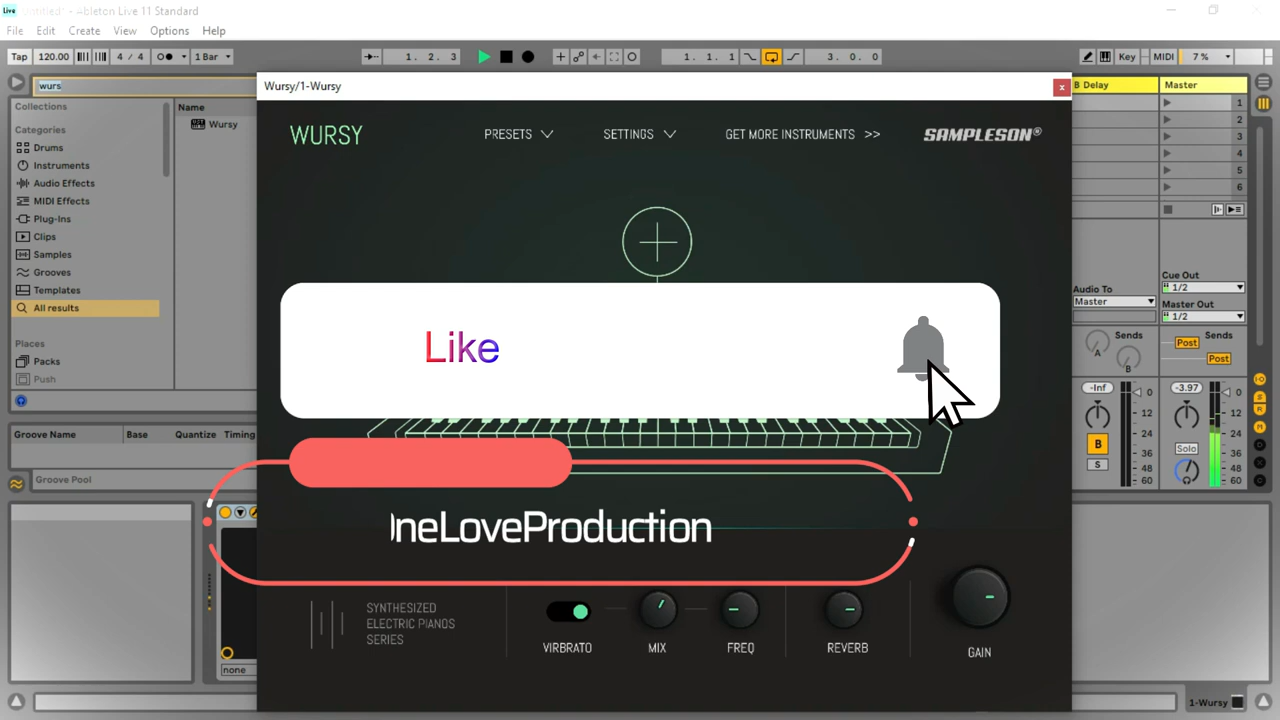 Live Untitled* - Ableton Live 11 Standard
File Edit Create View Options Help
Tap 120.00 4 / 4 1 Bar 1. 2. 3 1. 1. 1 3. 0. 0 Key MIDI 7 %
wurs
Wursy/1-Wursy x
B Delay Master
Collections
Name
Categories
Wursy
Drums
Instruments
Audio Effects
MIDI Effects
Plug-Ins
Clips
Samples
Grooves
Templates
All results
Places
Packs
Push
Groove Name Base Quantize Timing
Groove Pool
WURSY PRESETS SETTINGS GET MORE INSTRUMENTS >> SAMPLESON®
Like
neLoveProduction
SYNTHESIZED
ELECTRIC PIANOS
SERIES
VIRBRATO MIX FREQ REVERB GAIN
1
2
3
4
5
6
Cue Out
Audio To 1/2
Master Master Out
1/2
Sends Sends
A Post
B Post
-Inf -3.97
0 0
12 12
24 24
36 36
48 48
60 60
B Solo
S
none
1-Wursy